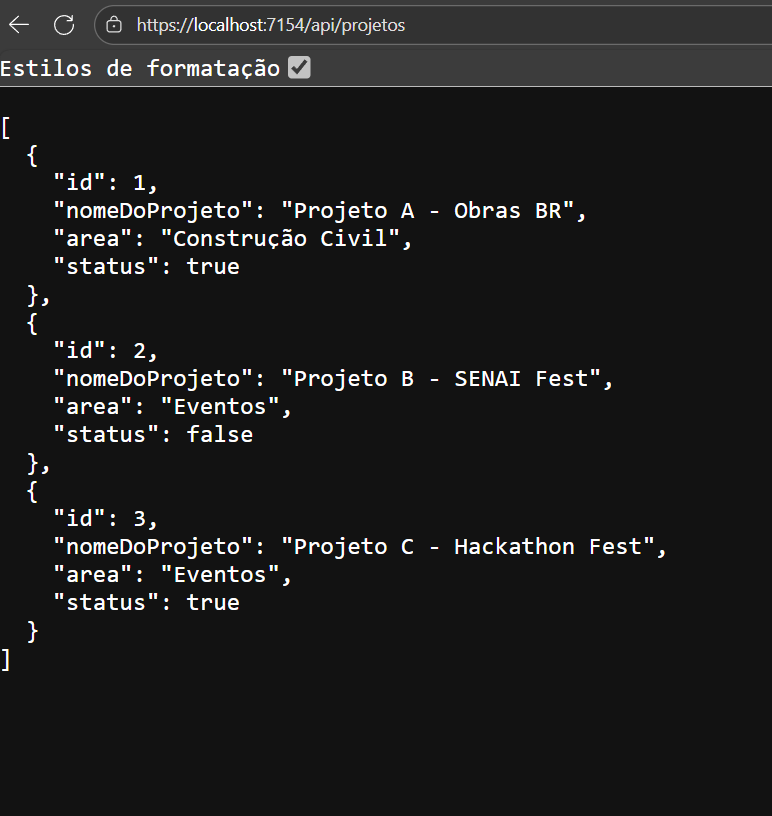 https://localhost:7154/api/projetos
Estilos de formatação
[
  {
    "id": 1,
    "nomeDoProjeto": "Projeto A - Obras BR",
    "area": "Construção Civil",
    "status": true
  },
  {
    "id": 2,
    "nomeDoProjeto": "Projeto B - SENAI Fest",
    "area": "Eventos",
    "status": false
  },
  {
    "id": 3,
    "nomeDoProjeto": "Projeto C - Hackathon Fest",
    "area": "Eventos",
    "status": true
  }
]